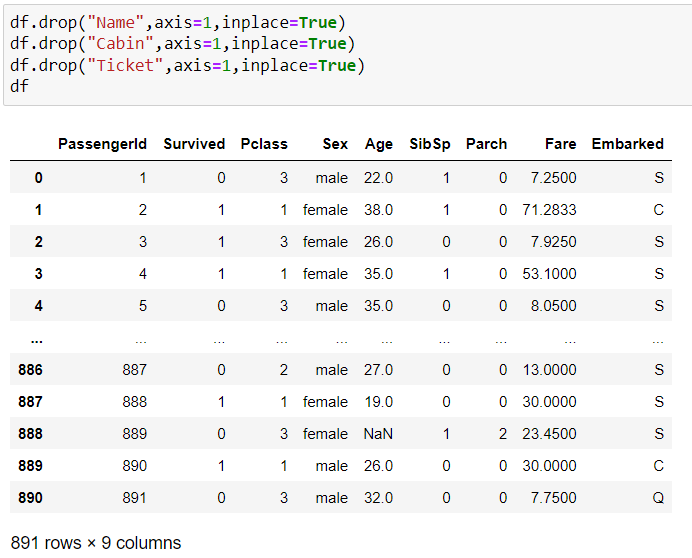 df.drop("Name",axis=1,inplace=True)
df.drop("Cabin",axis=1,inplace=True)
df.drop("Ticket",axis=1,inplace=True)
df
PassengerId Survived Pclass Sex Age SibSp Parch Fare Embarked
0 1 0 3 male 22.0 1 0 7.2500 S
1 2 1 1 female 38.0 1 0 71.2833 C
2 3 1 3 female 26.0 0 0 7.9250 S
3 4 1 1 female 35.0 1 0 53.1000 S
4 5 0 3 male 35.0 0 0 8.0500 S
... ... ... ... ... ... ... ... ... ...
886 887 0 2 male 27.0 0 0 13.0000 S
887 888 1 1 female 19.0 0 0 30.0000 S
888 889 0 3 female NaN 1 2 23.4500 S
889 890 1 1 male 26.0 0 0 30.0000 C
890 891 0 3 male 32.0 0 0 7.7500 Q
891 rows × 9 columns